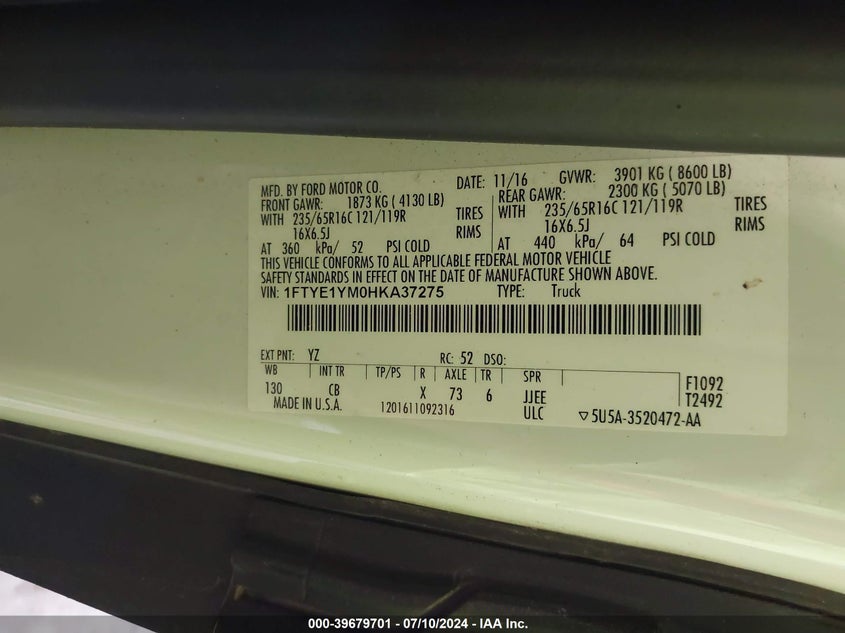 MFD. BY FORD MOTOR CO. DATE: 11/16 GVWR: 3901 KG ( 8600 LB)
FRONT GAWR: 1873 KG ( 4130 LB) REAR GAWR: 2300 KG ( 5070 LB)
WITH 235/65R16C 121/119R TIRES WITH 235/65R16C 121/119R TIRES
16X6.5J RIMS 16X6.5J RIMS
AT 360 kPa/ 52 PSI COLD AT 440 kPa/ 64 PSI COLD
THIS VEHICLE CONFORMS TO ALL APPLICABLE FEDERAL MOTOR VEHICLE
SAFETY STANDARDS IN EFFECT ON THE DATE OF MANUFACTURE SHOWN ABOVE.
VIN: 1FTYE1YM0HKA37275 TYPE: Truck
EXT PNT: YZ RC: 52 DSO:
WB INT TR TP/PS R AXLE TR SPR F1092
130 CB X 73 6 JJEE T2492
MADE IN U.S.A. 1201611092316 ULC ▽5U5A-3520472-AA
000-39679701 - 07/10/2024 - IAA Inc.